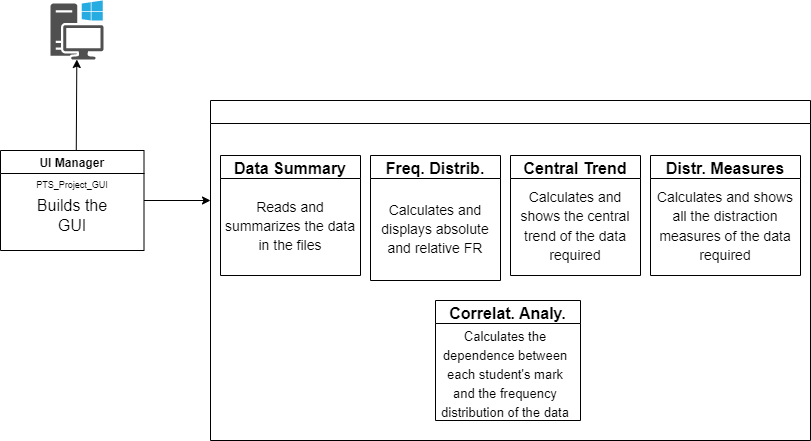 UI Manager
PTS_Project_GUI
Builds the
GUI
Data Summary
Reads and
summarizes the data
in the files
Freq. Distrib.
Calculates and
displays absolute
and relative FR
Central Trend
Calculates and
shows the central
trend of the data
required
Distr. Measures
Calculates and shows
all the distraction
measures of the data
required
Correlat. Analy.
Calculates the
dependence between
each student's mark
and the frequency
distribution of the data